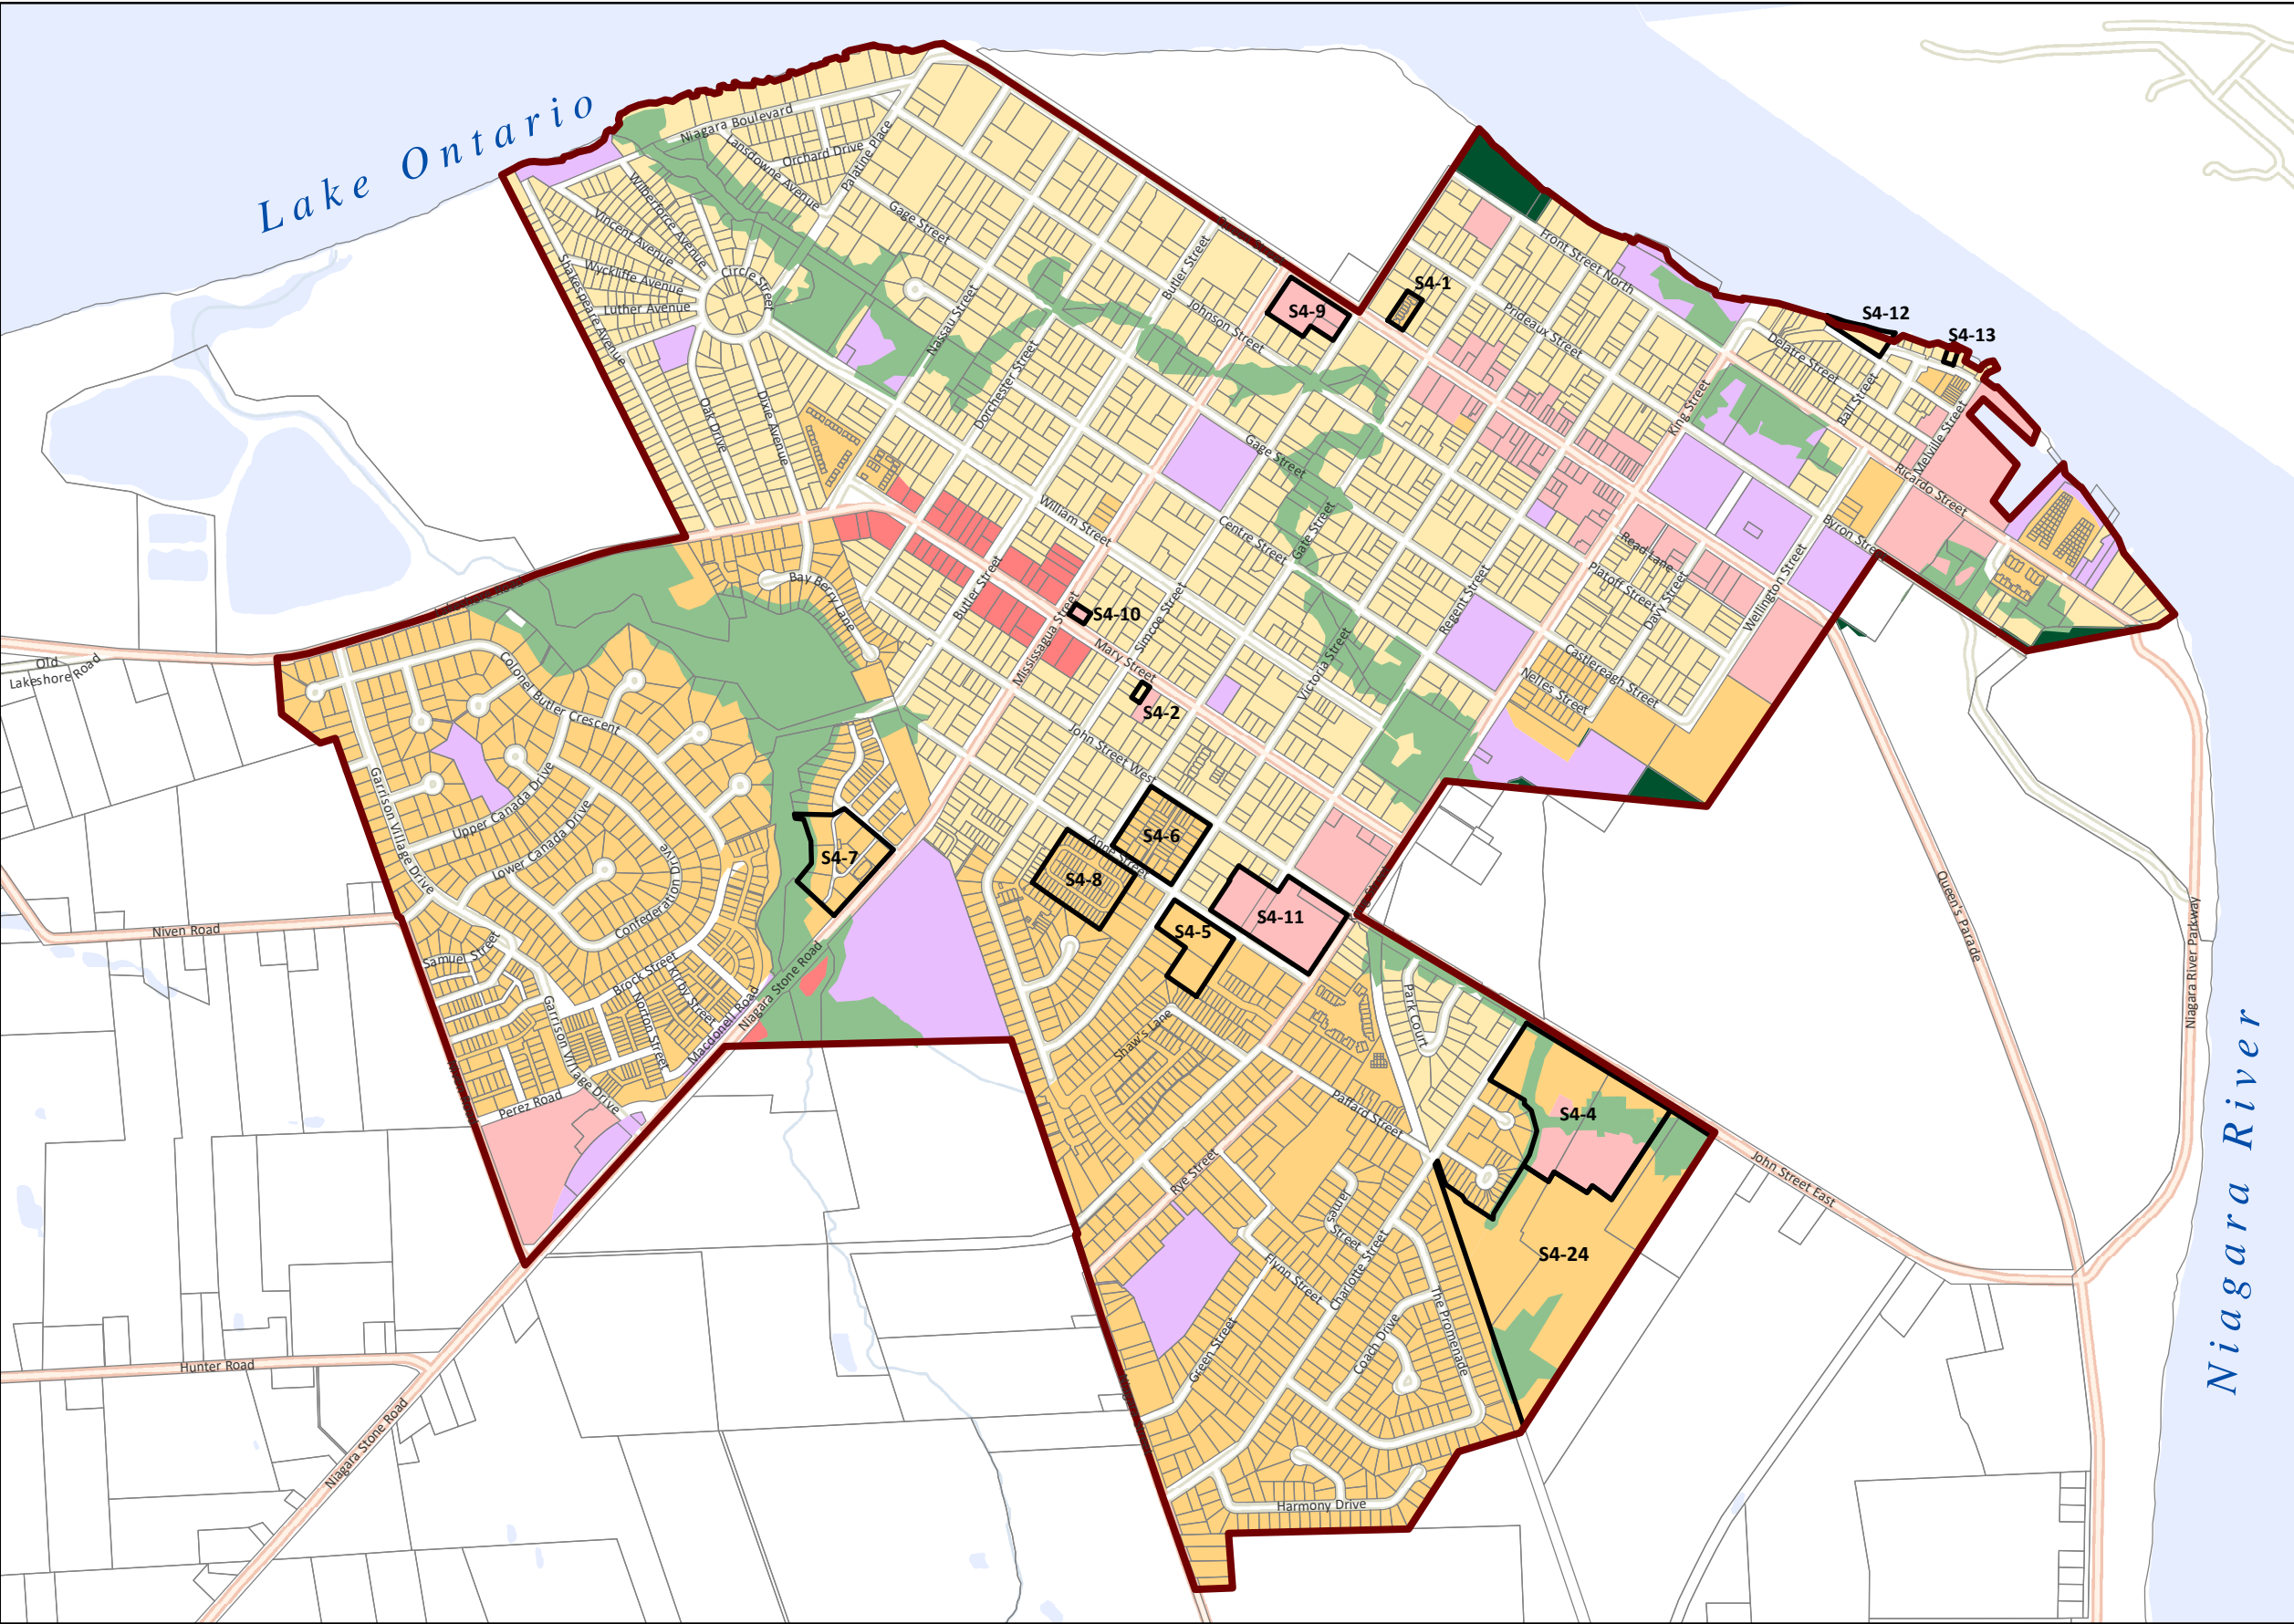 Lake Ontario
Niagara Boulevard
Lansdowne Avenue
Orchard Drive
Palatine Place
Wilberforce Avenue
Vincent Avenue
Wyckliffe Avenue
Luther Avenue
Circle Street
Shakespeare Avenue
Gage Street
Nassau Street
Butler Street
Johnson Street
Dorchester Street
Oak Drive
Dixie Avenue
S4-9
S4-1
Front Street North
Prideaux Street
S4-12
S4-13
Delatre Street
Ball Street
King Street
Melville Street
Ricardo Street
Byron Street
Gage Street
William Street
Centre Street
Gate Street
Read Lane
Platoff Street
Davy Street
Wellington Street
Regent Street
Castlereagh Street
Nelles Street
Victoria Street
Simcoe Street
Butler Street
Mississagua Street
S4-10
Mary Street
S4-2
John Street West
Bay Berry Lane
Old
Lakeshore Road
Colonel Butler Crescent
Garrison Village Drive
Upper Canada Drive
Lower Canada Drive
Confederation Drive
S4-7
S4-6
Anne Street
S4-8
S4-11
S4-5
Niven Road
Samuel Street
Brock Street
Kirby Street
Norton Street
Garrison Village Drive
Macdonell Road
Niagara Stone Road
Perez Road
Shaw's Lane
Park Court
Paffard Street
S4-4
S4-24
Rye Street
James
Street
Flynn Street
Charlotte Street
Green Street
Coach Drive
The Promenade
Harmony Drive
Hunter Road
Niagara Stone Road
John Street East
Queen's Parade
Niagara River Parkway
Niagara River